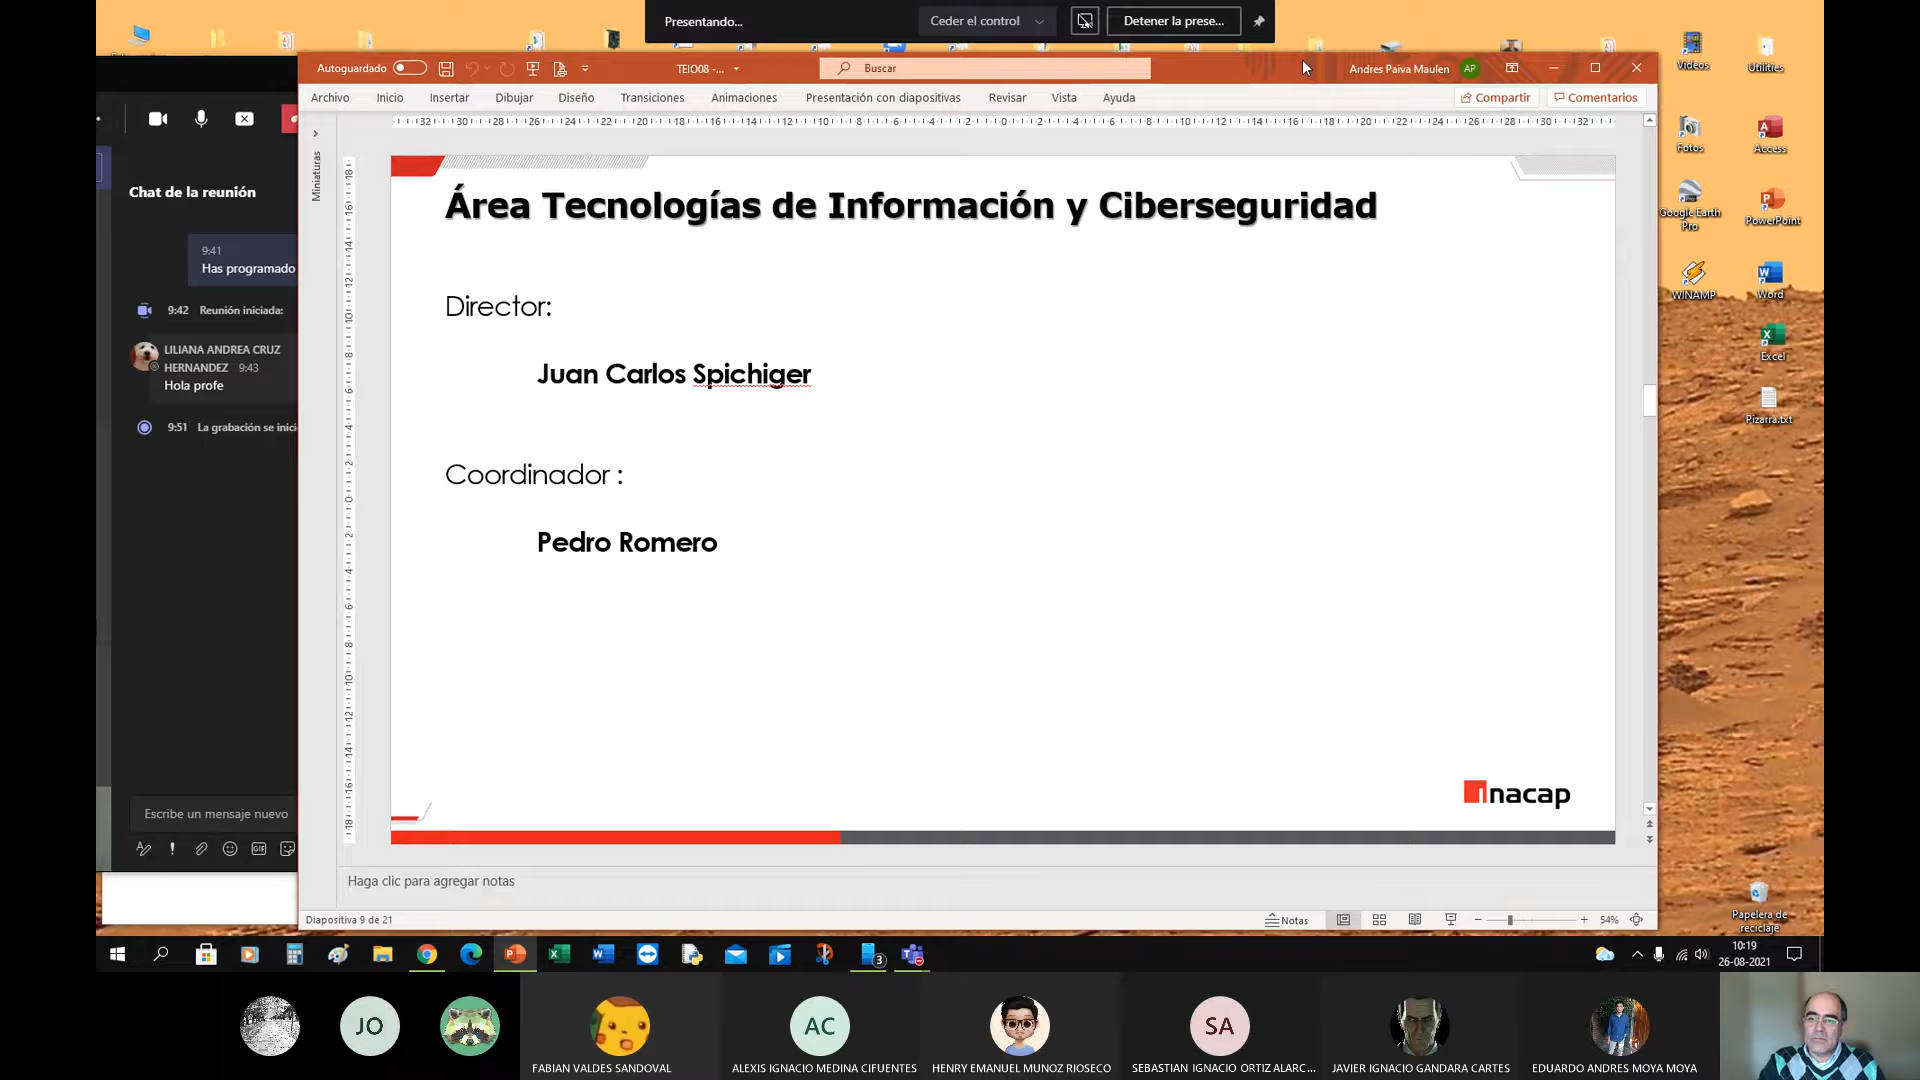 Presentando...
Ceder el control
Detener la prese...
Autoguardado
TEIO08 -...
Buscar
Andres Paiva Maulen
AP
Archivo
Inicio
Insertar
Dibujar
Diseño
Transiciones
Animaciones
Presentación con diapositivas
Revisar
Vista
Ayuda
Compartir
Comentarios
Miniaturas
Chat de la reunión
9:41
Has programado
9:42 Reunión iniciada:
LILIANA ANDREA CRUZ
HERNANDEZ 9:43
Hola profe
9:51 La grabación se inici
Escribe un mensaje nuevo
GIF
Área Tecnologías de Información y Ciberseguridad
Director:
Juan Carlos Spichiger
Coordinador :
Pedro Romero
inacap
Haga clic para agregar notas
Diapositiva 9 de 21
Notas
54%
Videos
Utilities
Fotos
Access
Google Earth
Pro
PowerPoint
WINAMP
Word
Excel
Pizarra.txt
Papelera de
reciclaje
3
10:19
26-08-2021
JO
AC
SA
FABIAN VALDES SANDOVAL
ALEXIS IGNACIO MEDINA CIFUENTES
HENRY EMANUEL MUNOZ RIOSECO
SEBASTIAN IGNACIO ORTIZ ALARC...
JAVIER IGNACIO GANDARA CARTES
EDUARDO ANDRES MOYA MOYA